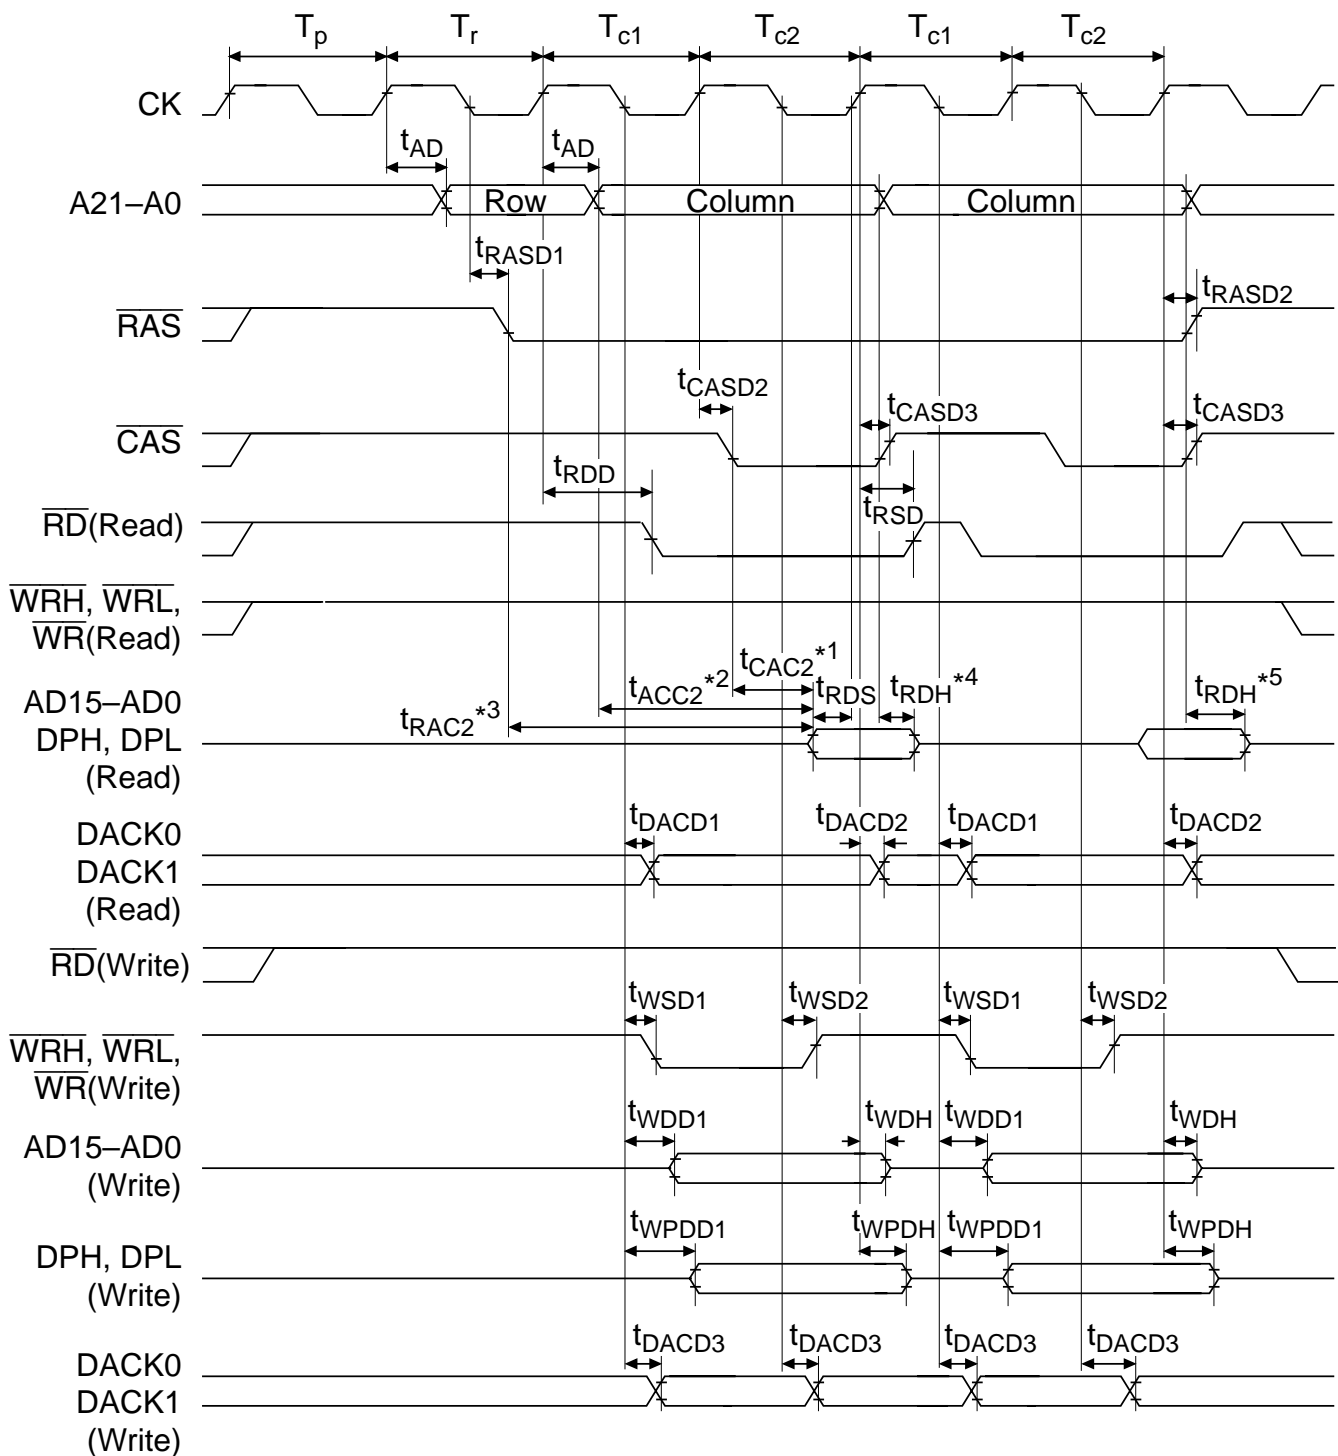 Tp Tr Tc1 Tc2 Tc1 Tc2
CK
tAD tAD
A21–A0 Row Column Column
tRASD1
RAS tRASD2
tCASD2 tCASD3 tCASD3
CAS
tRDD tRSD
RD(Read)
WRH, WRL,
WR(Read)
tCAC2*1
tACC2*2 tRDS tRDH*4 tRDH*5
tRAC2*3
AD15–AD0
DPH, DPL
(Read)
tDACD1 tDACD2 tDACD1 tDACD2
DACK0
DACK1
(Read)
RD(Write)
tWSD1 tWSD2 tWSD1 tWSD2
WRH, WRL,
WR(Write)
tWDD1 tWDH tWDD1 tWDH
AD15–AD0
(Write)
tWPDD1 tWPDH tWPDD1 tWPDH
DPH, DPL
(Write)
tDACD3 tDACD3 tDACD3 tDACD3
DACK0
DACK1
(Write)